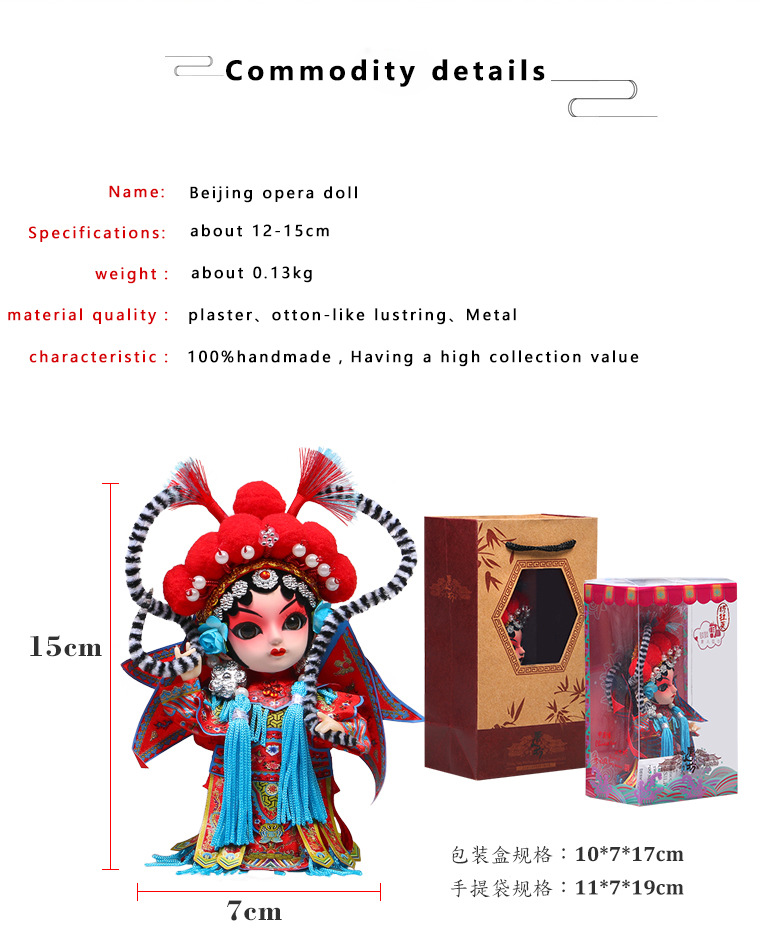 Commodity details
Name: Beijing opera doll
Specifications: about 12-15cm
weight： about 0.13kg
material quality： plaster、otton-like lustring、Metal
characteristic： 100%handmade , Having a high collection value
15cm
7cm
包装盒规格：10*7*17cm
手提袋规格：11*7*19cm